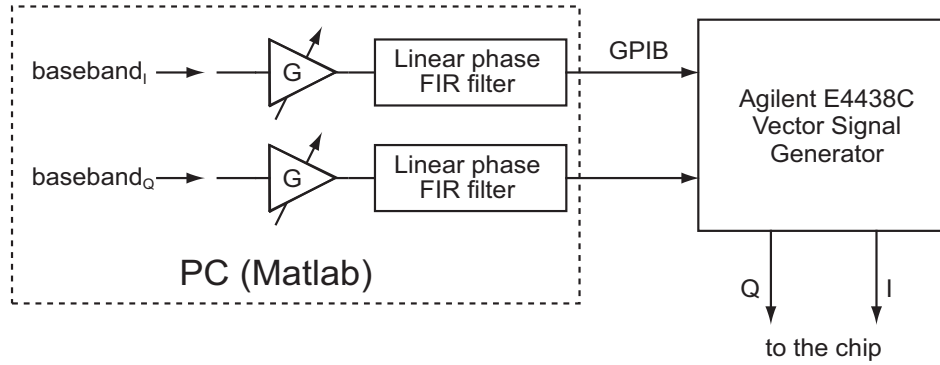 baseband_I
G
Linear phase
FIR filter
GPIB
Agilent E4438C
Vector Signal
Generator
baseband_Q
G
Linear phase
FIR filter
PC (Matlab)
Q
I
to the chip